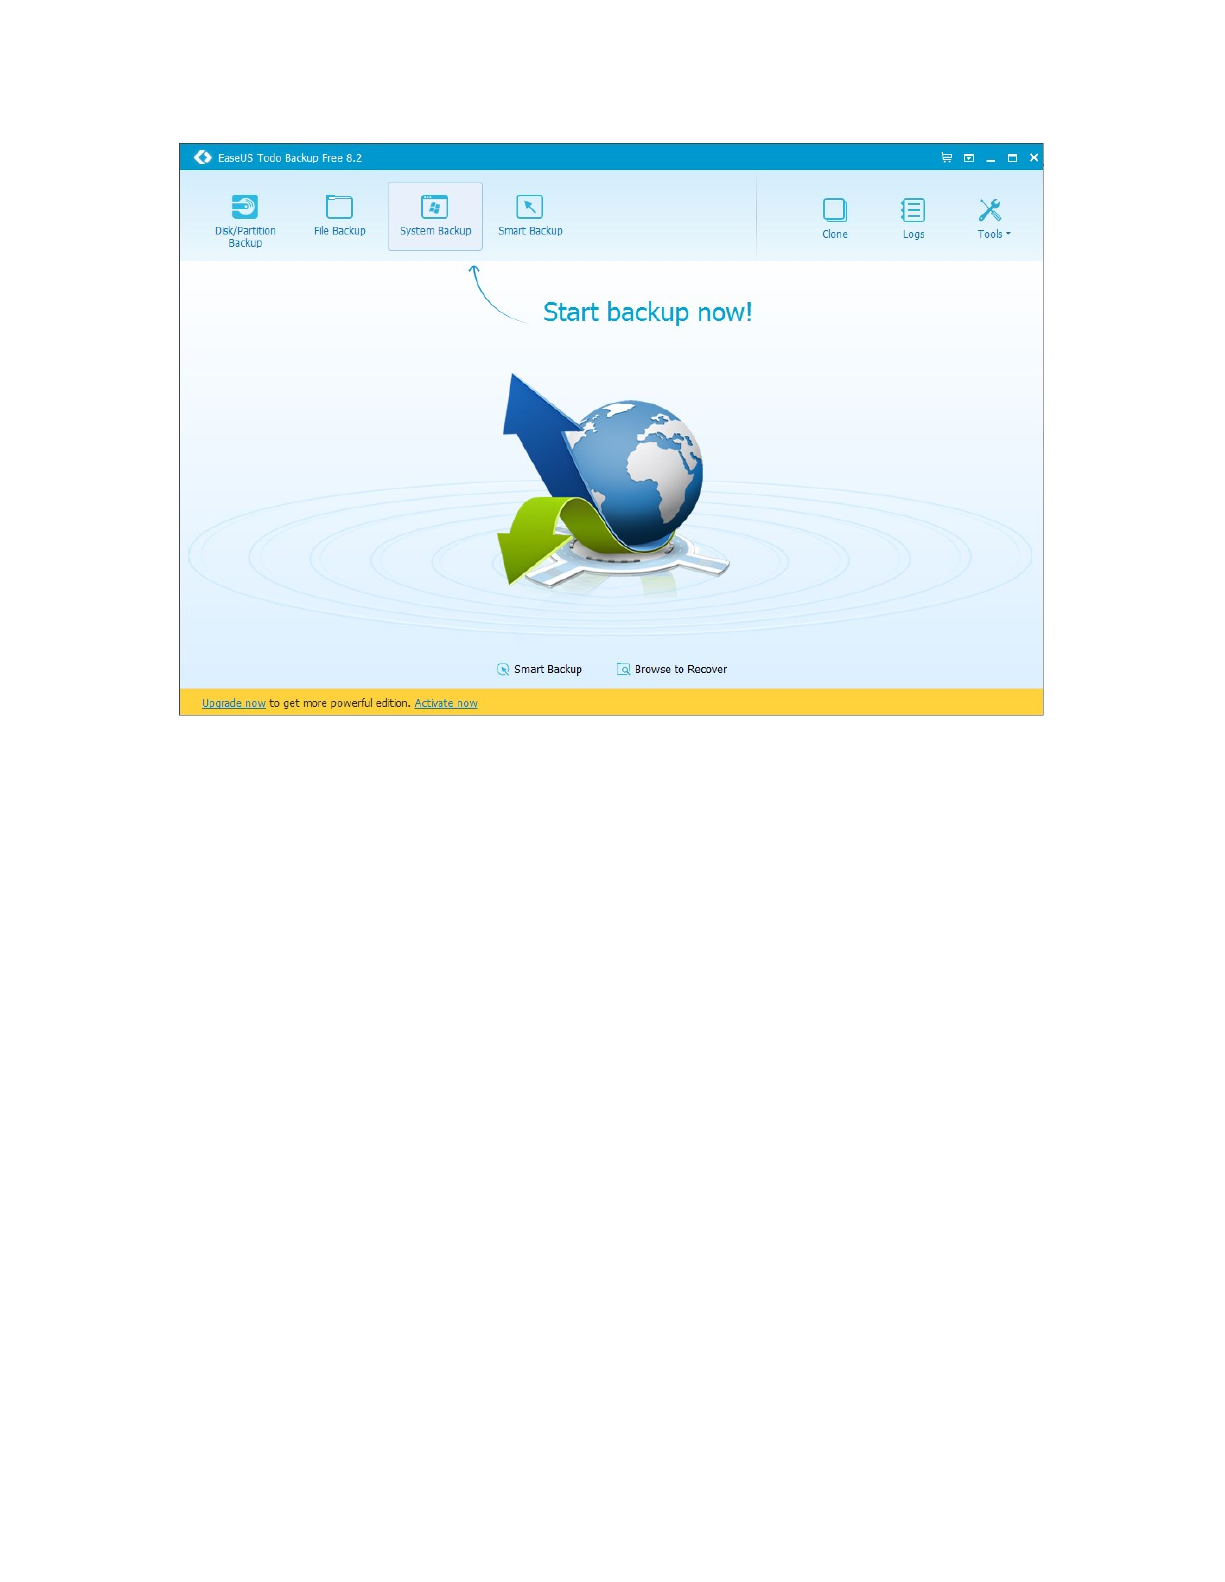 EaseUS Todo Backup Free 8.2
Disk/Partition
Backup
File Backup
System Backup
Smart Backup
Clone
Logs
Tools
Start backup now!
Smart Backup
Browse to Recover
Upgrade now to get more powerful edition. Activate now